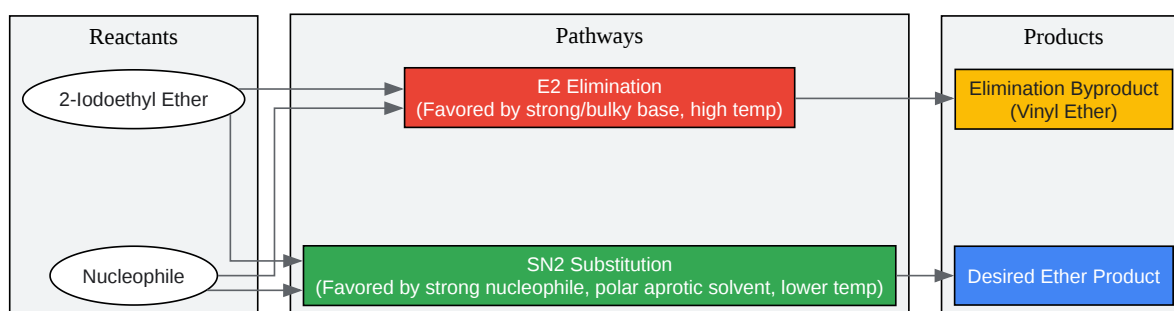 Reactants
Pathways
Products
2-Iodoethyl Ether
E2 Elimination
(Favored by strong/bulky base, high temp)
Elimination Byproduct
(Vinyl Ether)
Nucleophile
SN2 Substitution
(Favored by strong nucleophile, polar aprotic solvent, lower temp)
Desired Ether Product